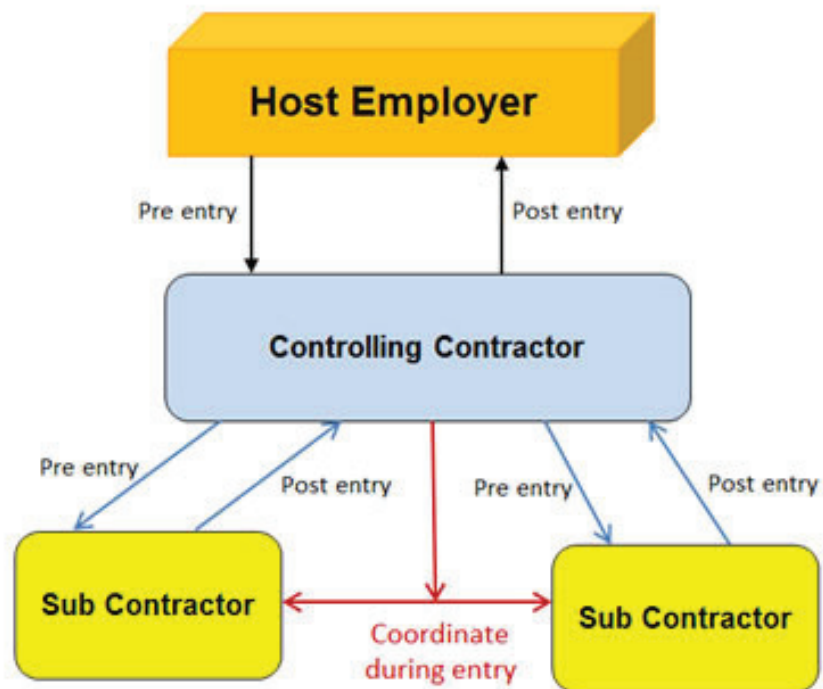 Host Employer
Pre entry
Post entry
Controlling Contractor
Pre entry
Post entry
Pre entry
Post entry
Sub Contractor
Sub Contractor
Coordinate
during entry